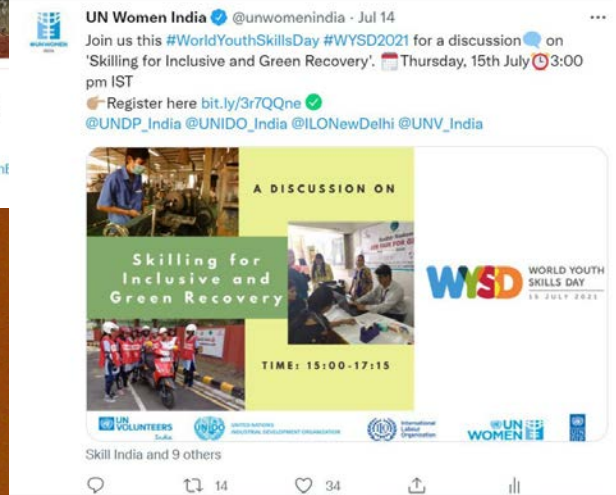 UN Women India @unwomenindia · Jul 14
Join us this #WorldYouthSkillsDay #WYSD2021 for a discussion on
'Skilling for Inclusive and Green Recovery'. Thursday, 15th July 3:00
pm IST
Register here bit.ly/3r7QQne
@UNDP_India @UNIDO_India @ILONewDelhi @UNV_India
A DISCUSSION ON
Skilling for
Inclusive and
Green Recovery
TIME: 15:00-17:15
WYSD WORLD YOUTH
SKILLS DAY
15 JULY 2021
UN
VOLUNTEERS
India
UNIDO
UNITED NATIONS
INDUSTRIAL DEVELOPMENT ORGANIZATION
International
Labour
Organization
UN
WOMEN
Skill India and 9 others
14 34